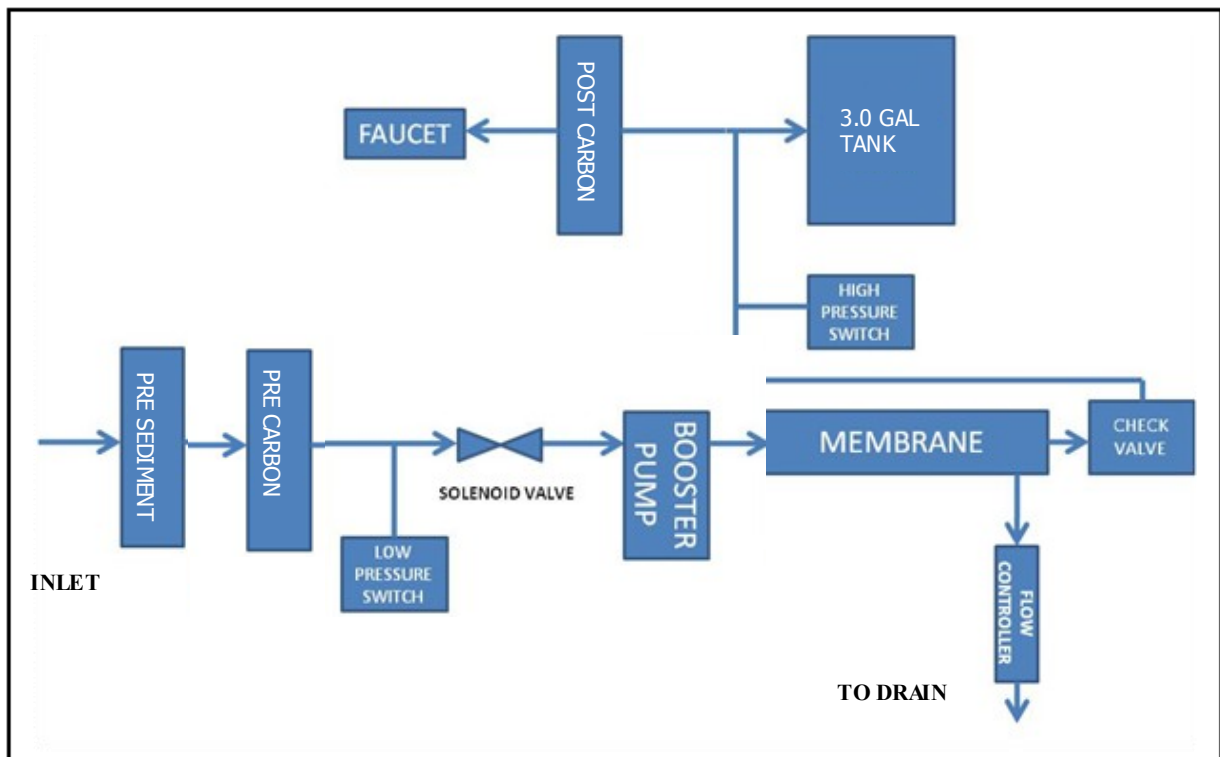 POST CARBON
3.0 GAL
TANK
FAUCET
HIGH
PRESSURE
SWITCH
PRE SEDIMENT
PRE CARBON
SOLENOID VALVE
BOOSTER
PUMP
MEMBRANE
CHECK
VALVE
LOW
PRESSURE
SWITCH
INLET
FLOW
CONTROLLER
TO DRAIN